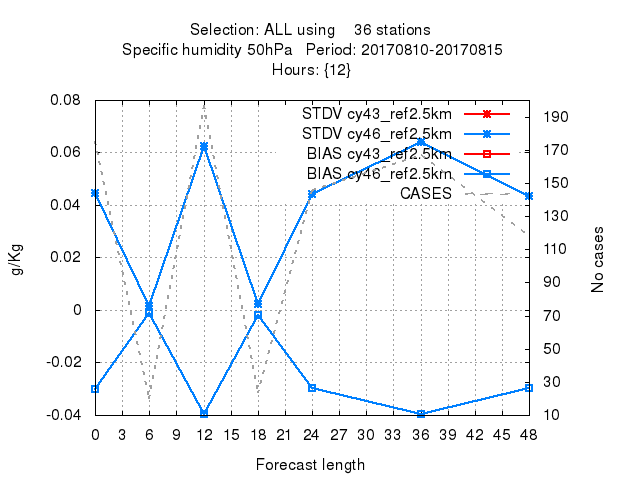 Selection: ALL using    36 stations
Specific humidity 50hPa   Period: 20170810-20170815
Hours: {12}
STDV cy43_ref2.5km
STDV cy46_ref2.5km
BIAS cy43_ref2.5km
BIAS cy46_ref2.5km
CASES
0.08
0.06
0.04
0.02
0
-0.02
-0.04
g/Kg
190
170
150
130
110
90
70
50
30
10
No cases
0 3 6 9 12 15 18 21 24 27 30 33 36 39 42 45 48
Forecast length